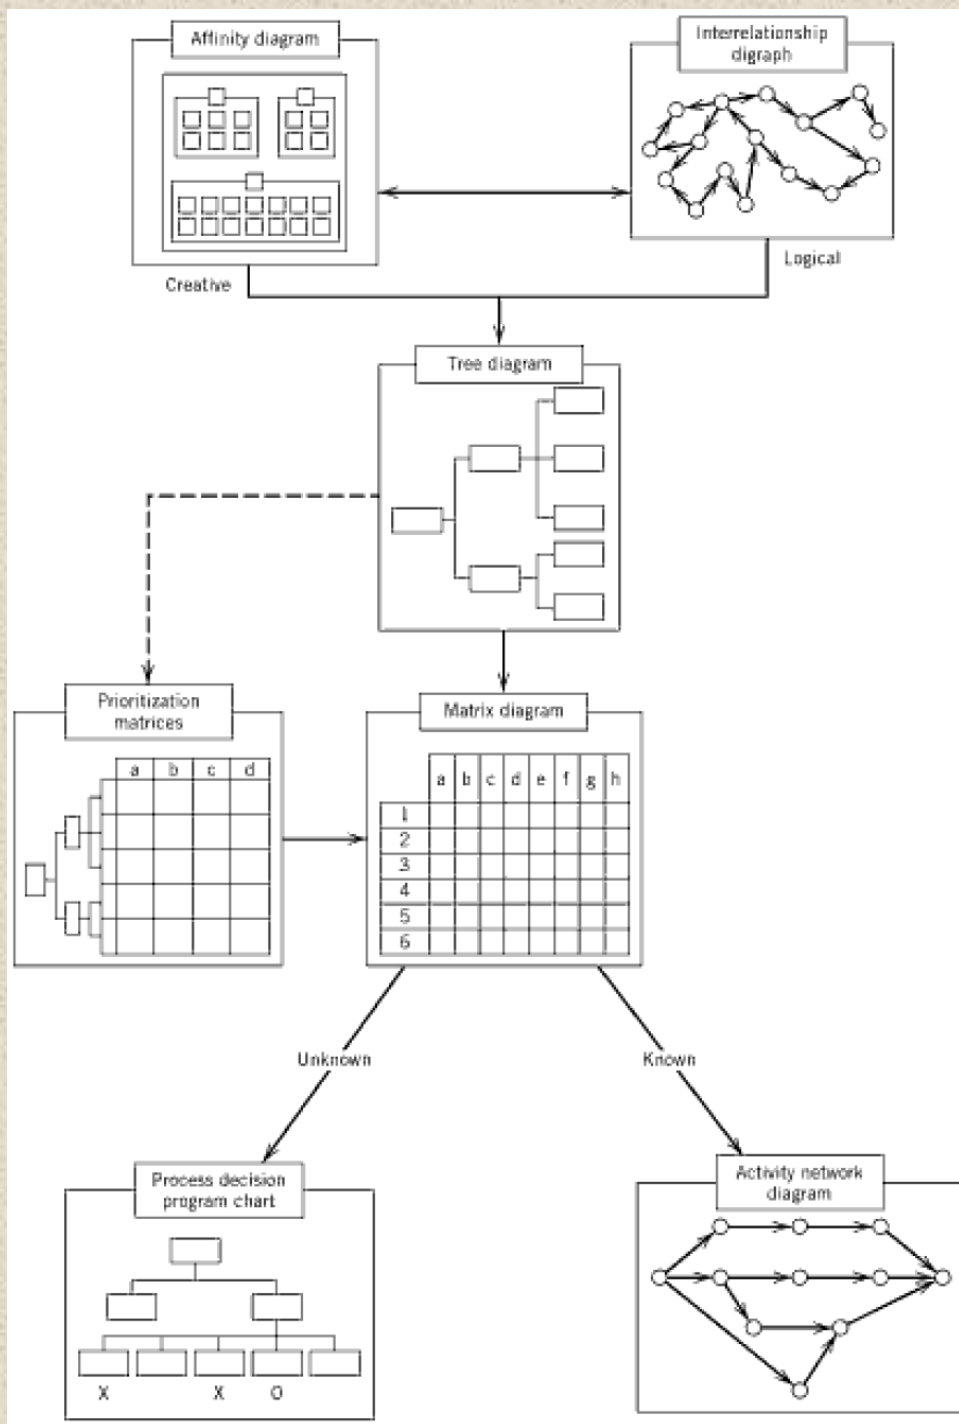 Affinity diagram
Interrelationship
digraph
Creative
Logical
Tree diagram
Prioritization
matrices
a b c d
Matrix diagram
a b c d e f g h
1
2
3
4
5
6
Unknown
Known
Process decision
program chart
X X O
Activity network
diagram